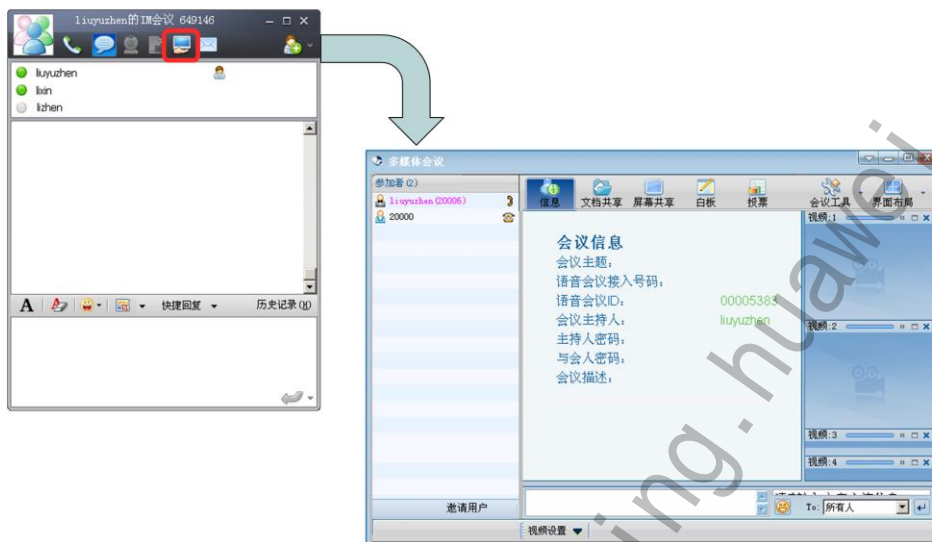 liuyuzhen的IM会议 649146
liuyuzhen
lixin
lizhen
A 快捷回复 历史记录(H)
多媒体会议
参加者(2)
liuyuzhen(20006)
20000
信息 文档共享 屏幕共享 白板 投票 会议工具 界面布局
会议信息
会议主题:
语音会议接入号码:
语音会议ID: 00005383
会议主持人: liuyuzhen
主持人密码:
与会人密码:
会议描述:
视频:1
视频:2
视频:3
视频:4
邀请用户
To: 所有人
视频设置
ing.huawei